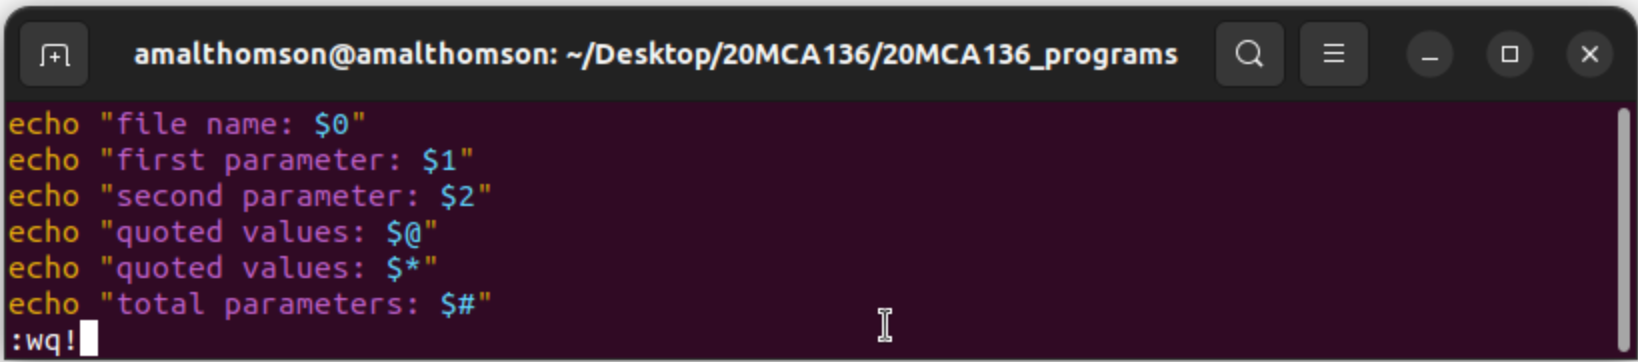 amalthomson@amalthomson: ~/Desktop/20MCA136/20MCA136_programs
echo "file name: $0"
echo "first parameter: $1"
echo "second parameter: $2"
echo "quoted values: $@"
echo "quoted values: $*"
echo "total parameters: $#"
:wq!